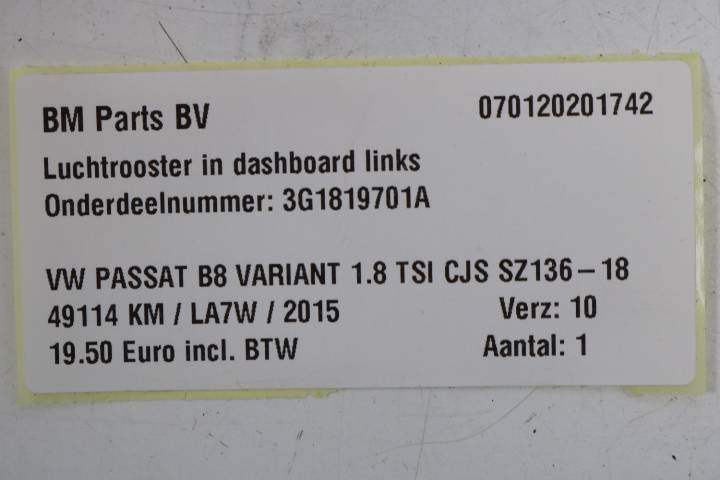 BM Parts BV 070120201742
Luchtrooster in dashboard links
Onderdeelnummer: 3G1819701A
VW PASSAT B8 VARIANT 1.8 TSI CJS SZ136-18
49114 KM / LA7W / 2015 Verz: 10
19.50 Euro incl. BTW Aantal: 1